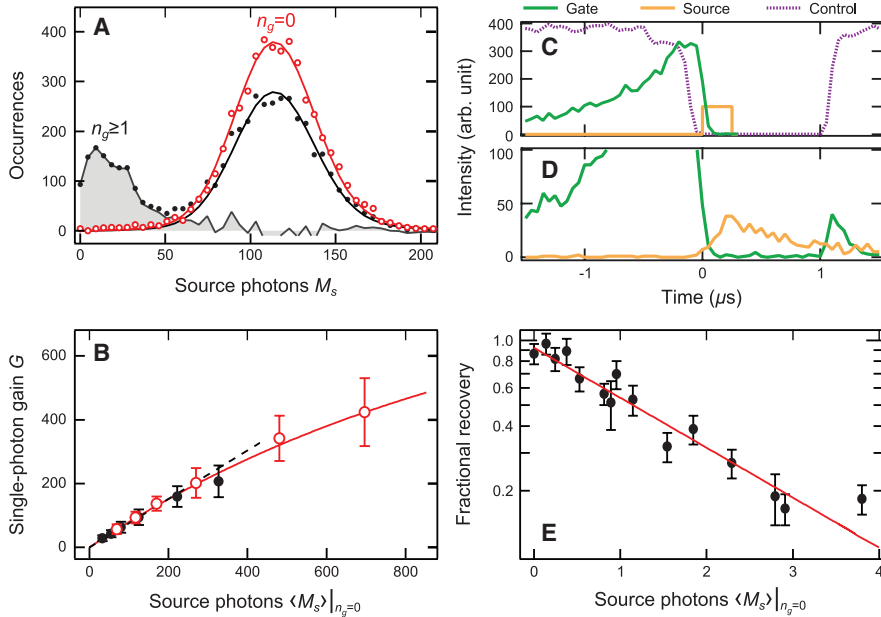 A
n_g=0
n_g≥1
Occurrences
400
300
200
100
0
0
50
100
150
200
Source photons M_s
Gate
Source
Control
C
400
300
200
100
0
D
100
50
0
Intensity (arb. unit)
-1
0
1
Time (μs)
B
Single-photon gain G
600
400
200
0
0
200
400
600
800
Source photons ⟨M_s⟩|_{n_g=0}
Fractional recovery
1.0
0.8
0.6
0.4
0.2
E
0
1
2
3
4
Source photons ⟨M_s⟩|_{n_g=0}